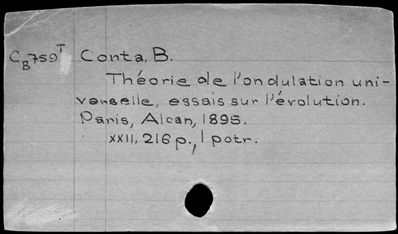 CB759T Conta, B.
Théorie de l'ondulation uni-
verselle, essais sur l'évolution.
Paris, Alcan, 1895.
xxii, 216 p., 1 potr.